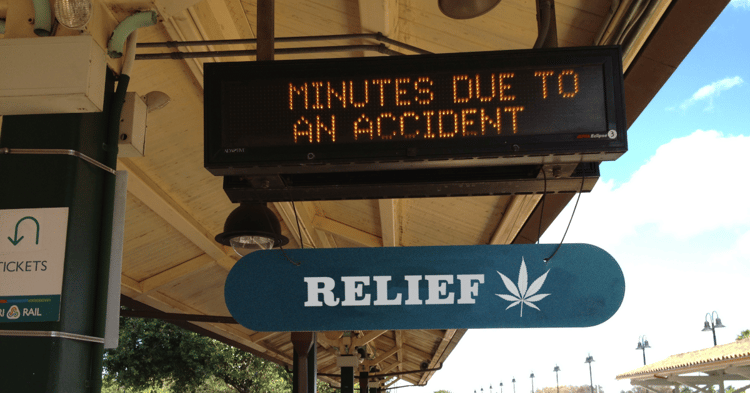 MINUTES DUE TO
AN ACCIDENT
RELIEF
TICKETS
RAIL